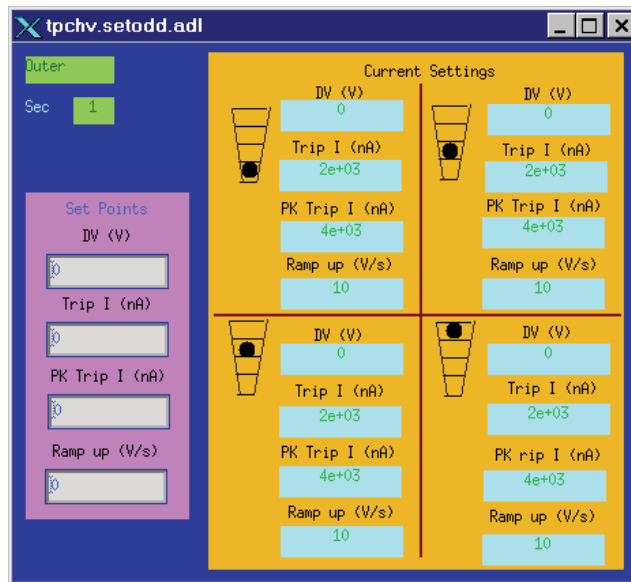 tpchv.setodd.adl
Outer
Sec 1
Set Points
DV (V)
0
Trip I (nA)
0
PK Trip I (nA)
0
Ramp up (V/s)
0
Current Settings
DV (V)
0
Trip I (nA)
2e+03
PK Trip I (nA)
4e+03
Ramp up (V/s)
10
DV (V)
0
Trip I (nA)
2e+03
PK Trip I (nA)
4e+03
Ramp up (V/s)
10
DV (V)
0
Trip I (nA)
2e+03
PK Trip I (nA)
4e+03
Ramp up (V/s)
10
DV (V)
0
Trip I (nA)
2e+03
PK rip I (nA)
4e+03
Ramp up (V/s)
10